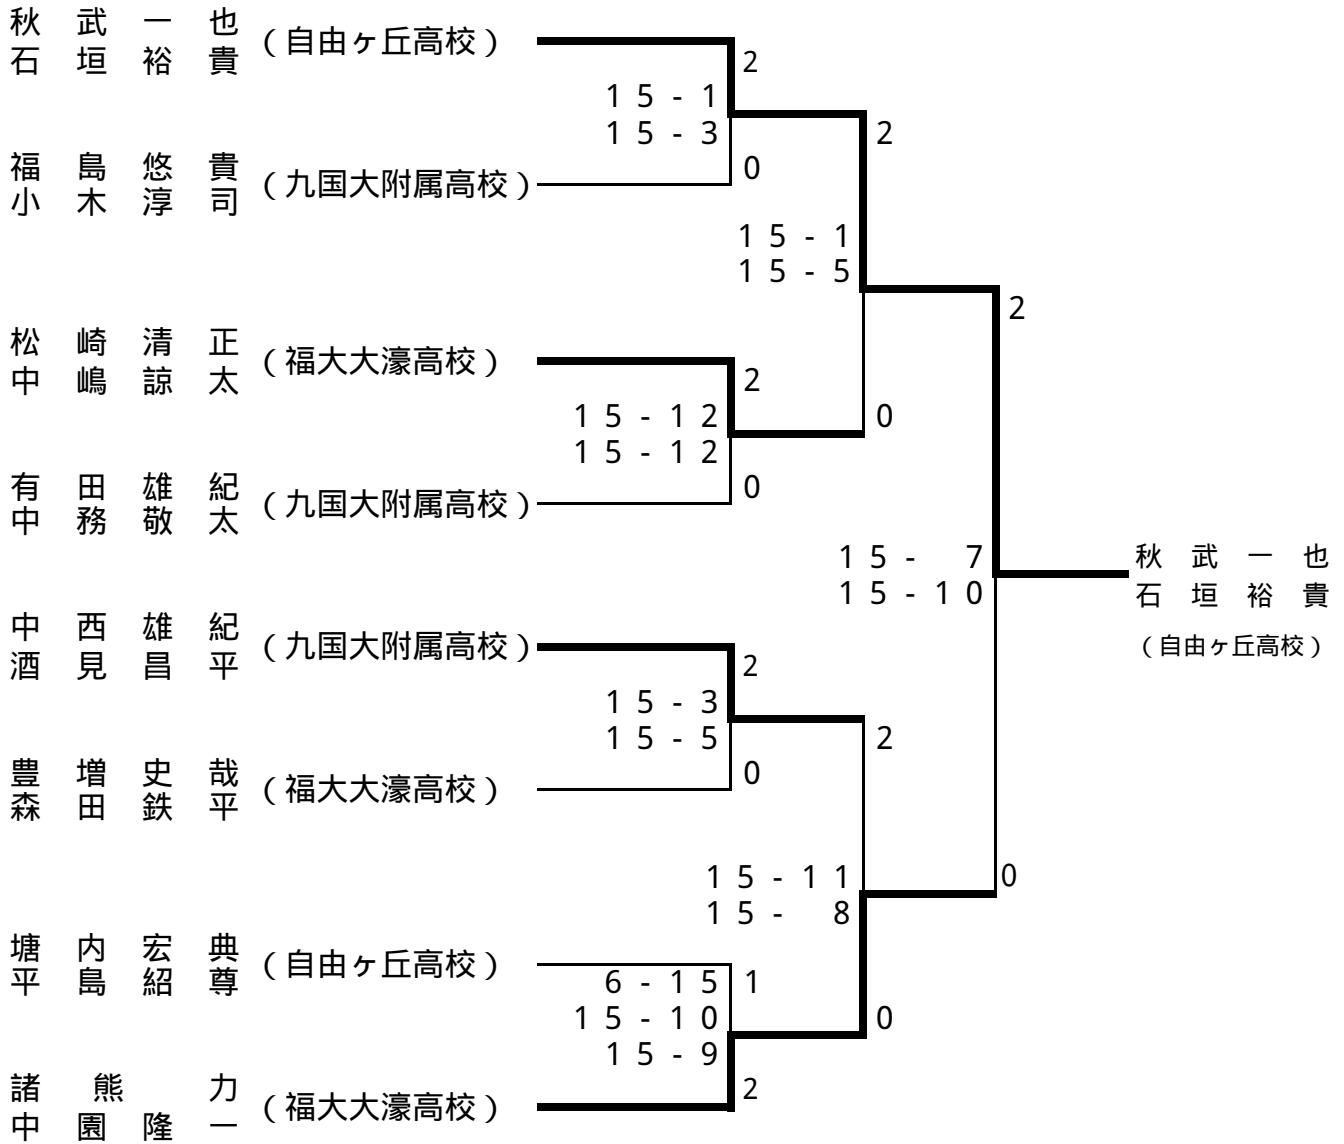 秋武一也
石垣裕貴
(自由ヶ丘高校)
2
15-1
15-3
2
福島悠貴
小木淳司
(九国大附属高校)
0
15-1
15-5
2
松崎清正
中嶋諒太
(福大大濠高校)
2
15-12
15-12
0
有田雄紀
中務敬太
(九国大附属高校)
0
15- 7
15-10
秋武一也
石垣裕貴
(自由ヶ丘高校)
中西雄紀
酒見昌平
(九国大附属高校)
2
15-3
15-5
2
豊増史哉
森田鉄平
(福大大濠高校)
0
15-11
15- 8
0
塘内宏典
平島紹尊
(自由ヶ丘高校)
6-15
1
15-10
15-9
0
諸熊力
中園隆一
(福大大濠高校)
2